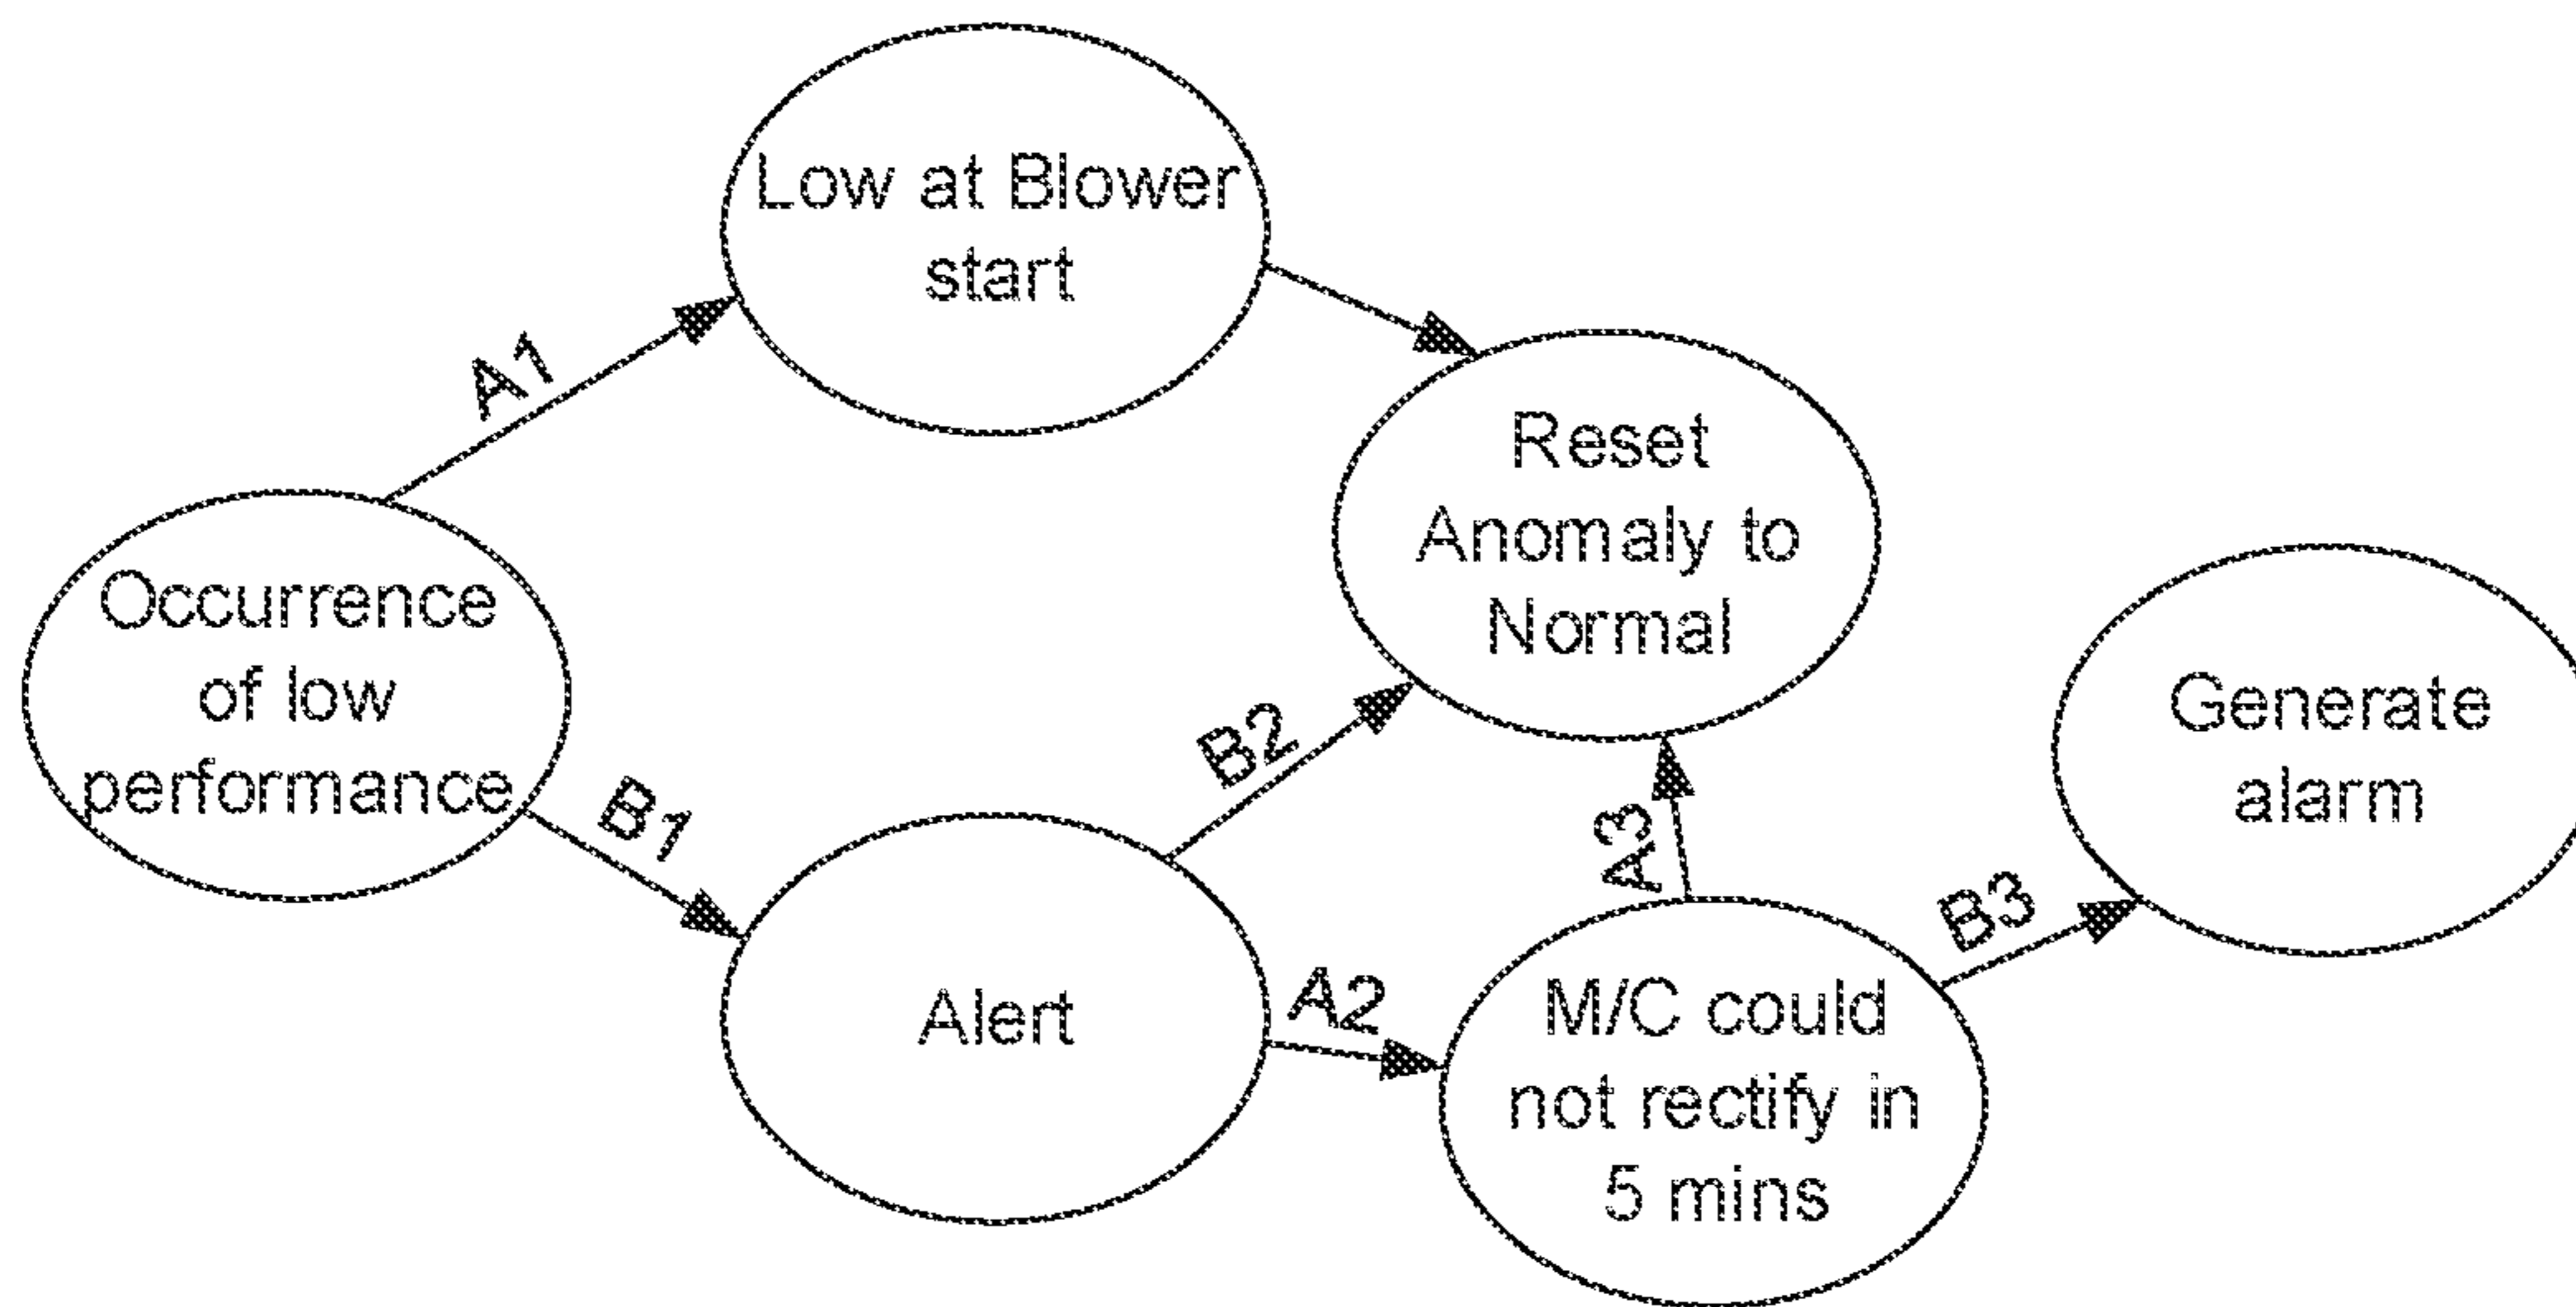 Low at Blower
start
A1
Reset
Anomaly to
Normal
Occurrence
of low
performance
Generate
alarm
B1
B2
A3
B3
Alert
A2
M/C could
not rectify in
5 mins